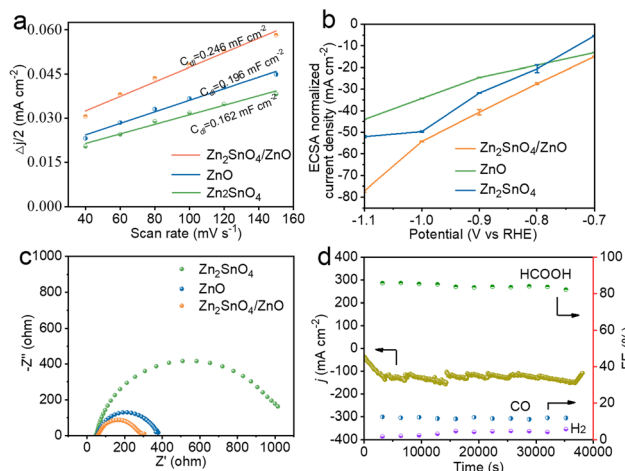 a
0.060
0.045
0.030
0.015
0.000
Δj/2 (mA cm⁻²)
Cdl=0.246 mF cm⁻²
Cdl=0.196 mF cm⁻²
Cdl=0.162 mF cm⁻²
Zn₂SnO₄/ZnO
ZnO
Zn₂SnO₄
40 60 80 100 120 140 160
Scan rate (mV s⁻¹)
b
0
-10
-20
-30
-40
-50
-60
-70
-80
ECSA normalized
current density (mA cm⁻²)
Zn₂SnO₄/ZnO
ZnO
Zn₂SnO₄
-1.1 -1.0 -0.9 -0.8 -0.7
Potential (V vs RHE)
c
1000
800
600
400
200
0
-Z'' (ohm)
Zn₂SnO₄
ZnO
Zn₂SnO₄/ZnO
0 200 400 600 800 1000
Z' (ohm)
d
400
300
200
100
0
-100
-200
-300
-400
j (mA cm⁻²)
HCOOH
CO
H₂
100
80
60
40
20
0
FE (%)
0 10000 20000 30000 40000
Time (s)